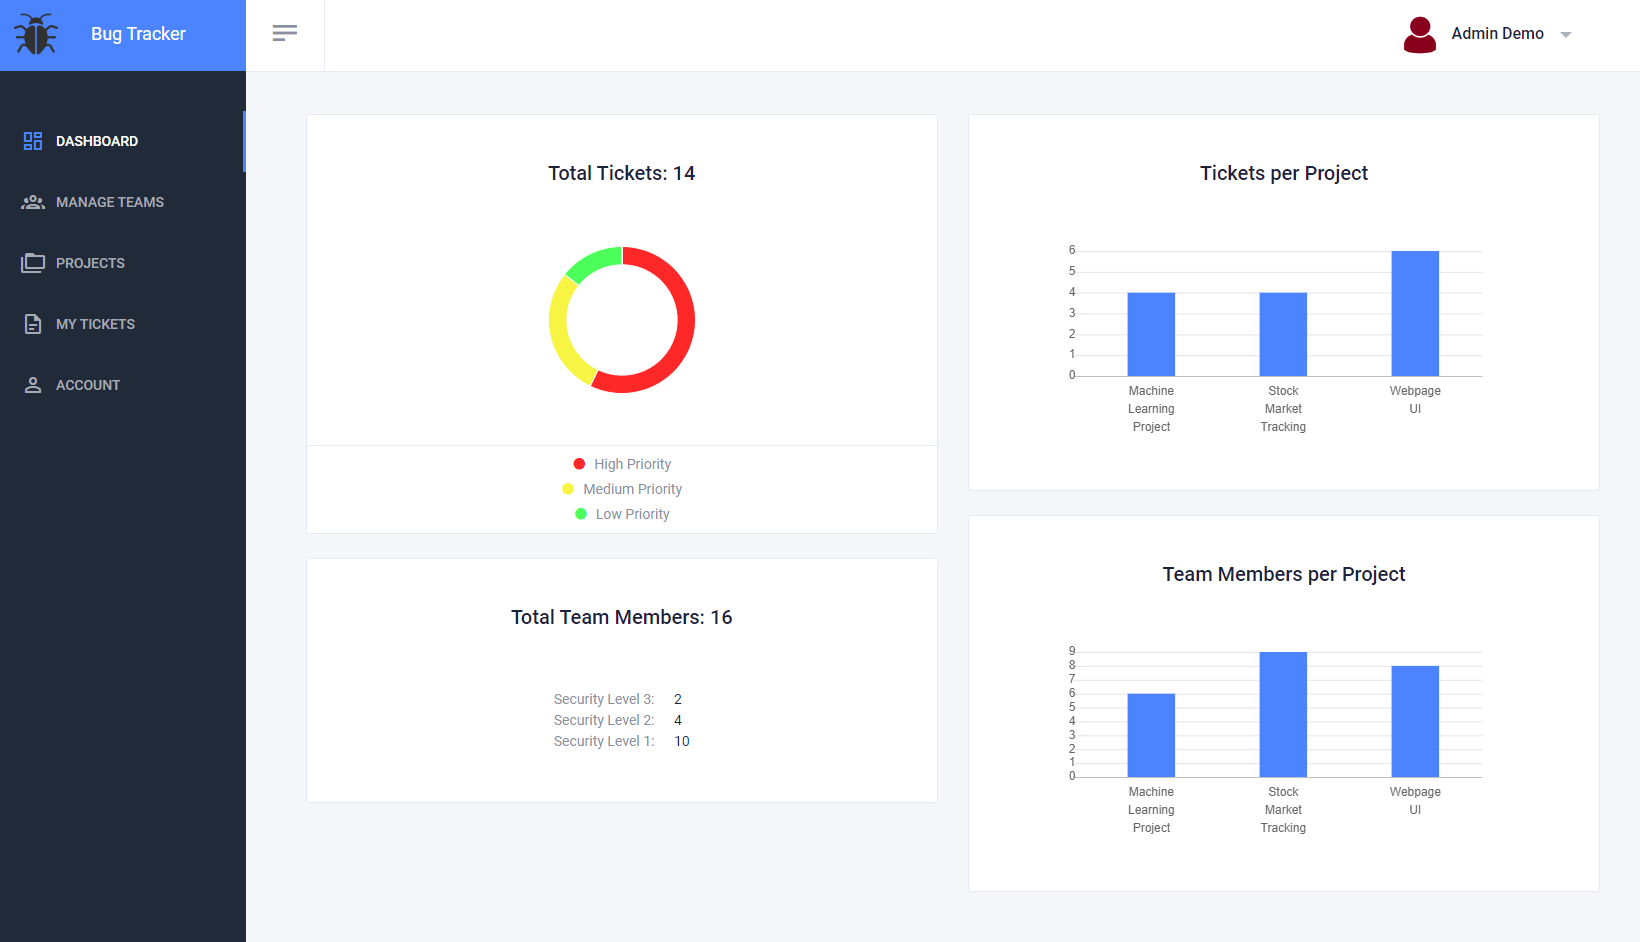 Bug Tracker
Admin Demo
DASHBOARD
MANAGE TEAMS
PROJECTS
MY TICKETS
ACCOUNT
Total Tickets: 14
High Priority
Medium Priority
Low Priority
Total Team Members: 16
Security Level 3: 2
Security Level 2: 4
Security Level 1: 10
Tickets per Project
6
5
4
3
2
1
0
Machine
Learning
Project
Stock
Market
Tracking
Webpage
UI
Team Members per Project
9
8
7
6
5
4
3
2
1
0
Machine
Learning
Project
Stock
Market
Tracking
Webpage
UI